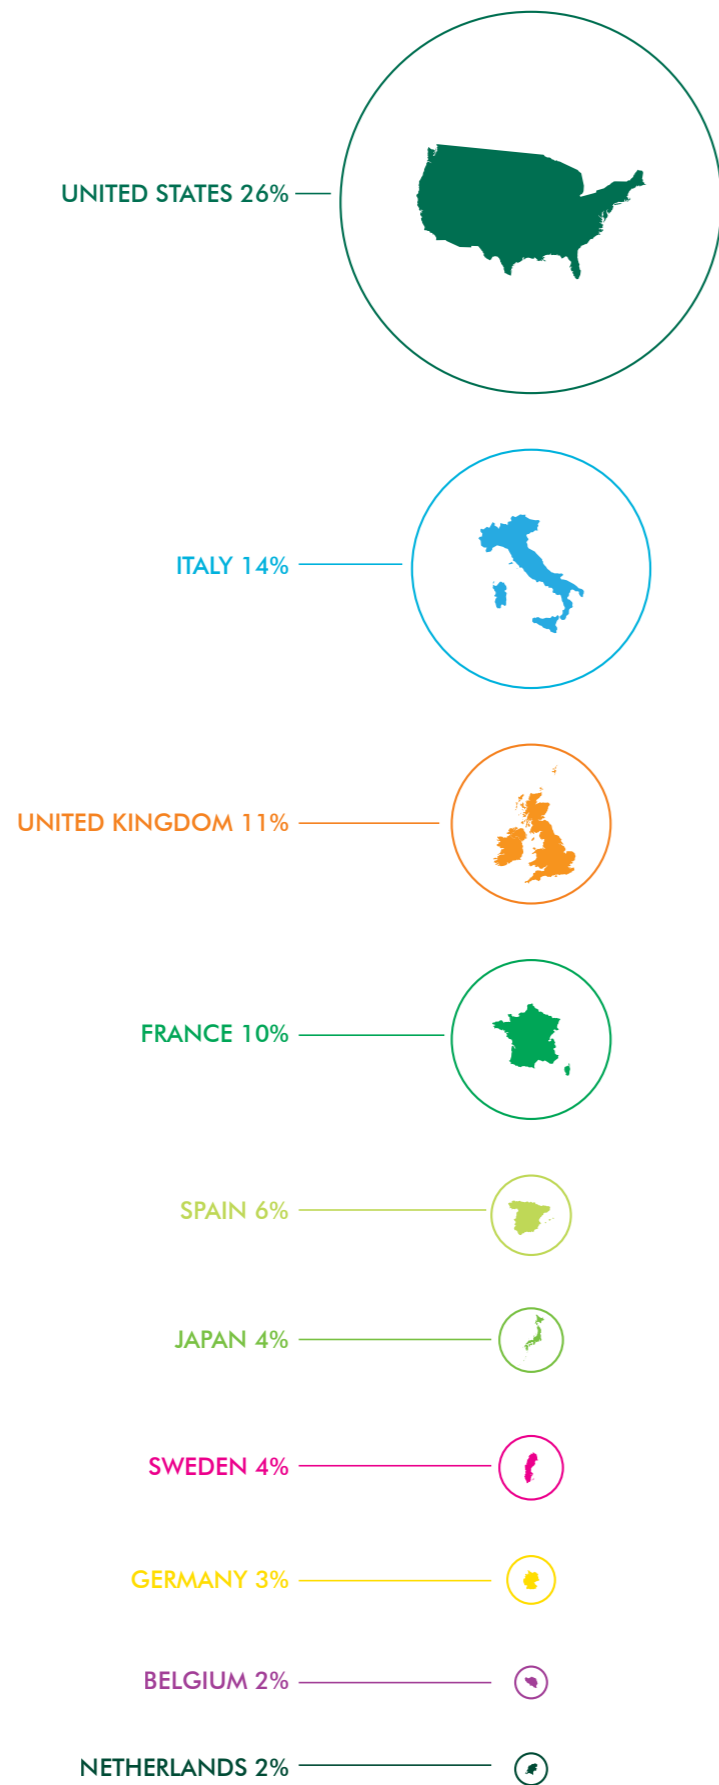 UNITED STATES 26%
ITALY 14%
UNITED KINGDOM 11%
FRANCE 10%
SPAIN 6%
JAPAN 4%
SWEDEN 4%
GERMANY 3%
BELGIUM 2%
NETHERLANDS 2%